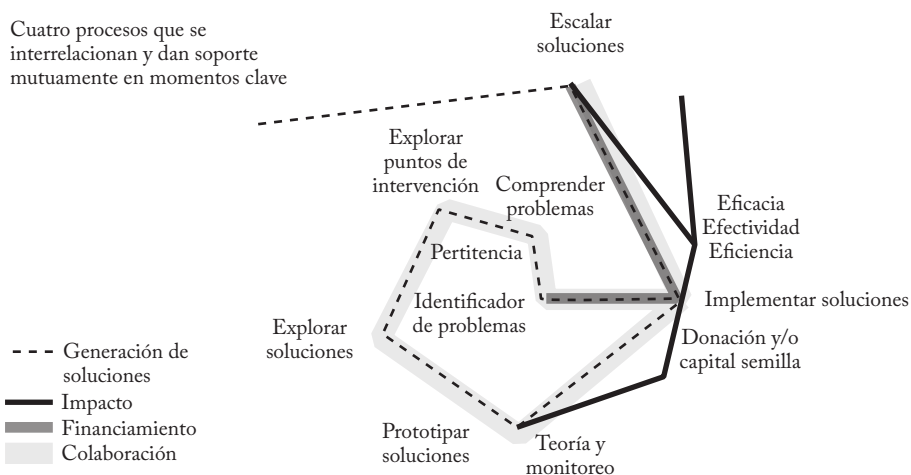 Cuatro procesos que se
interrelacionan y dan soporte
mutuamente en momentos clave
Escalar
soluciones
Explorar
puntos de
intervención
Comprender
problemas
Eficacia
Efectividad
Eficiencia
Pertitencia
Identificador
de problemas
Implementar soluciones
Explorar
soluciones
Donación y/o
capital semilla
Prototipar
soluciones
Teoría y
monitoreo
Generación de
soluciones
Impacto
Financiamiento
Colaboración